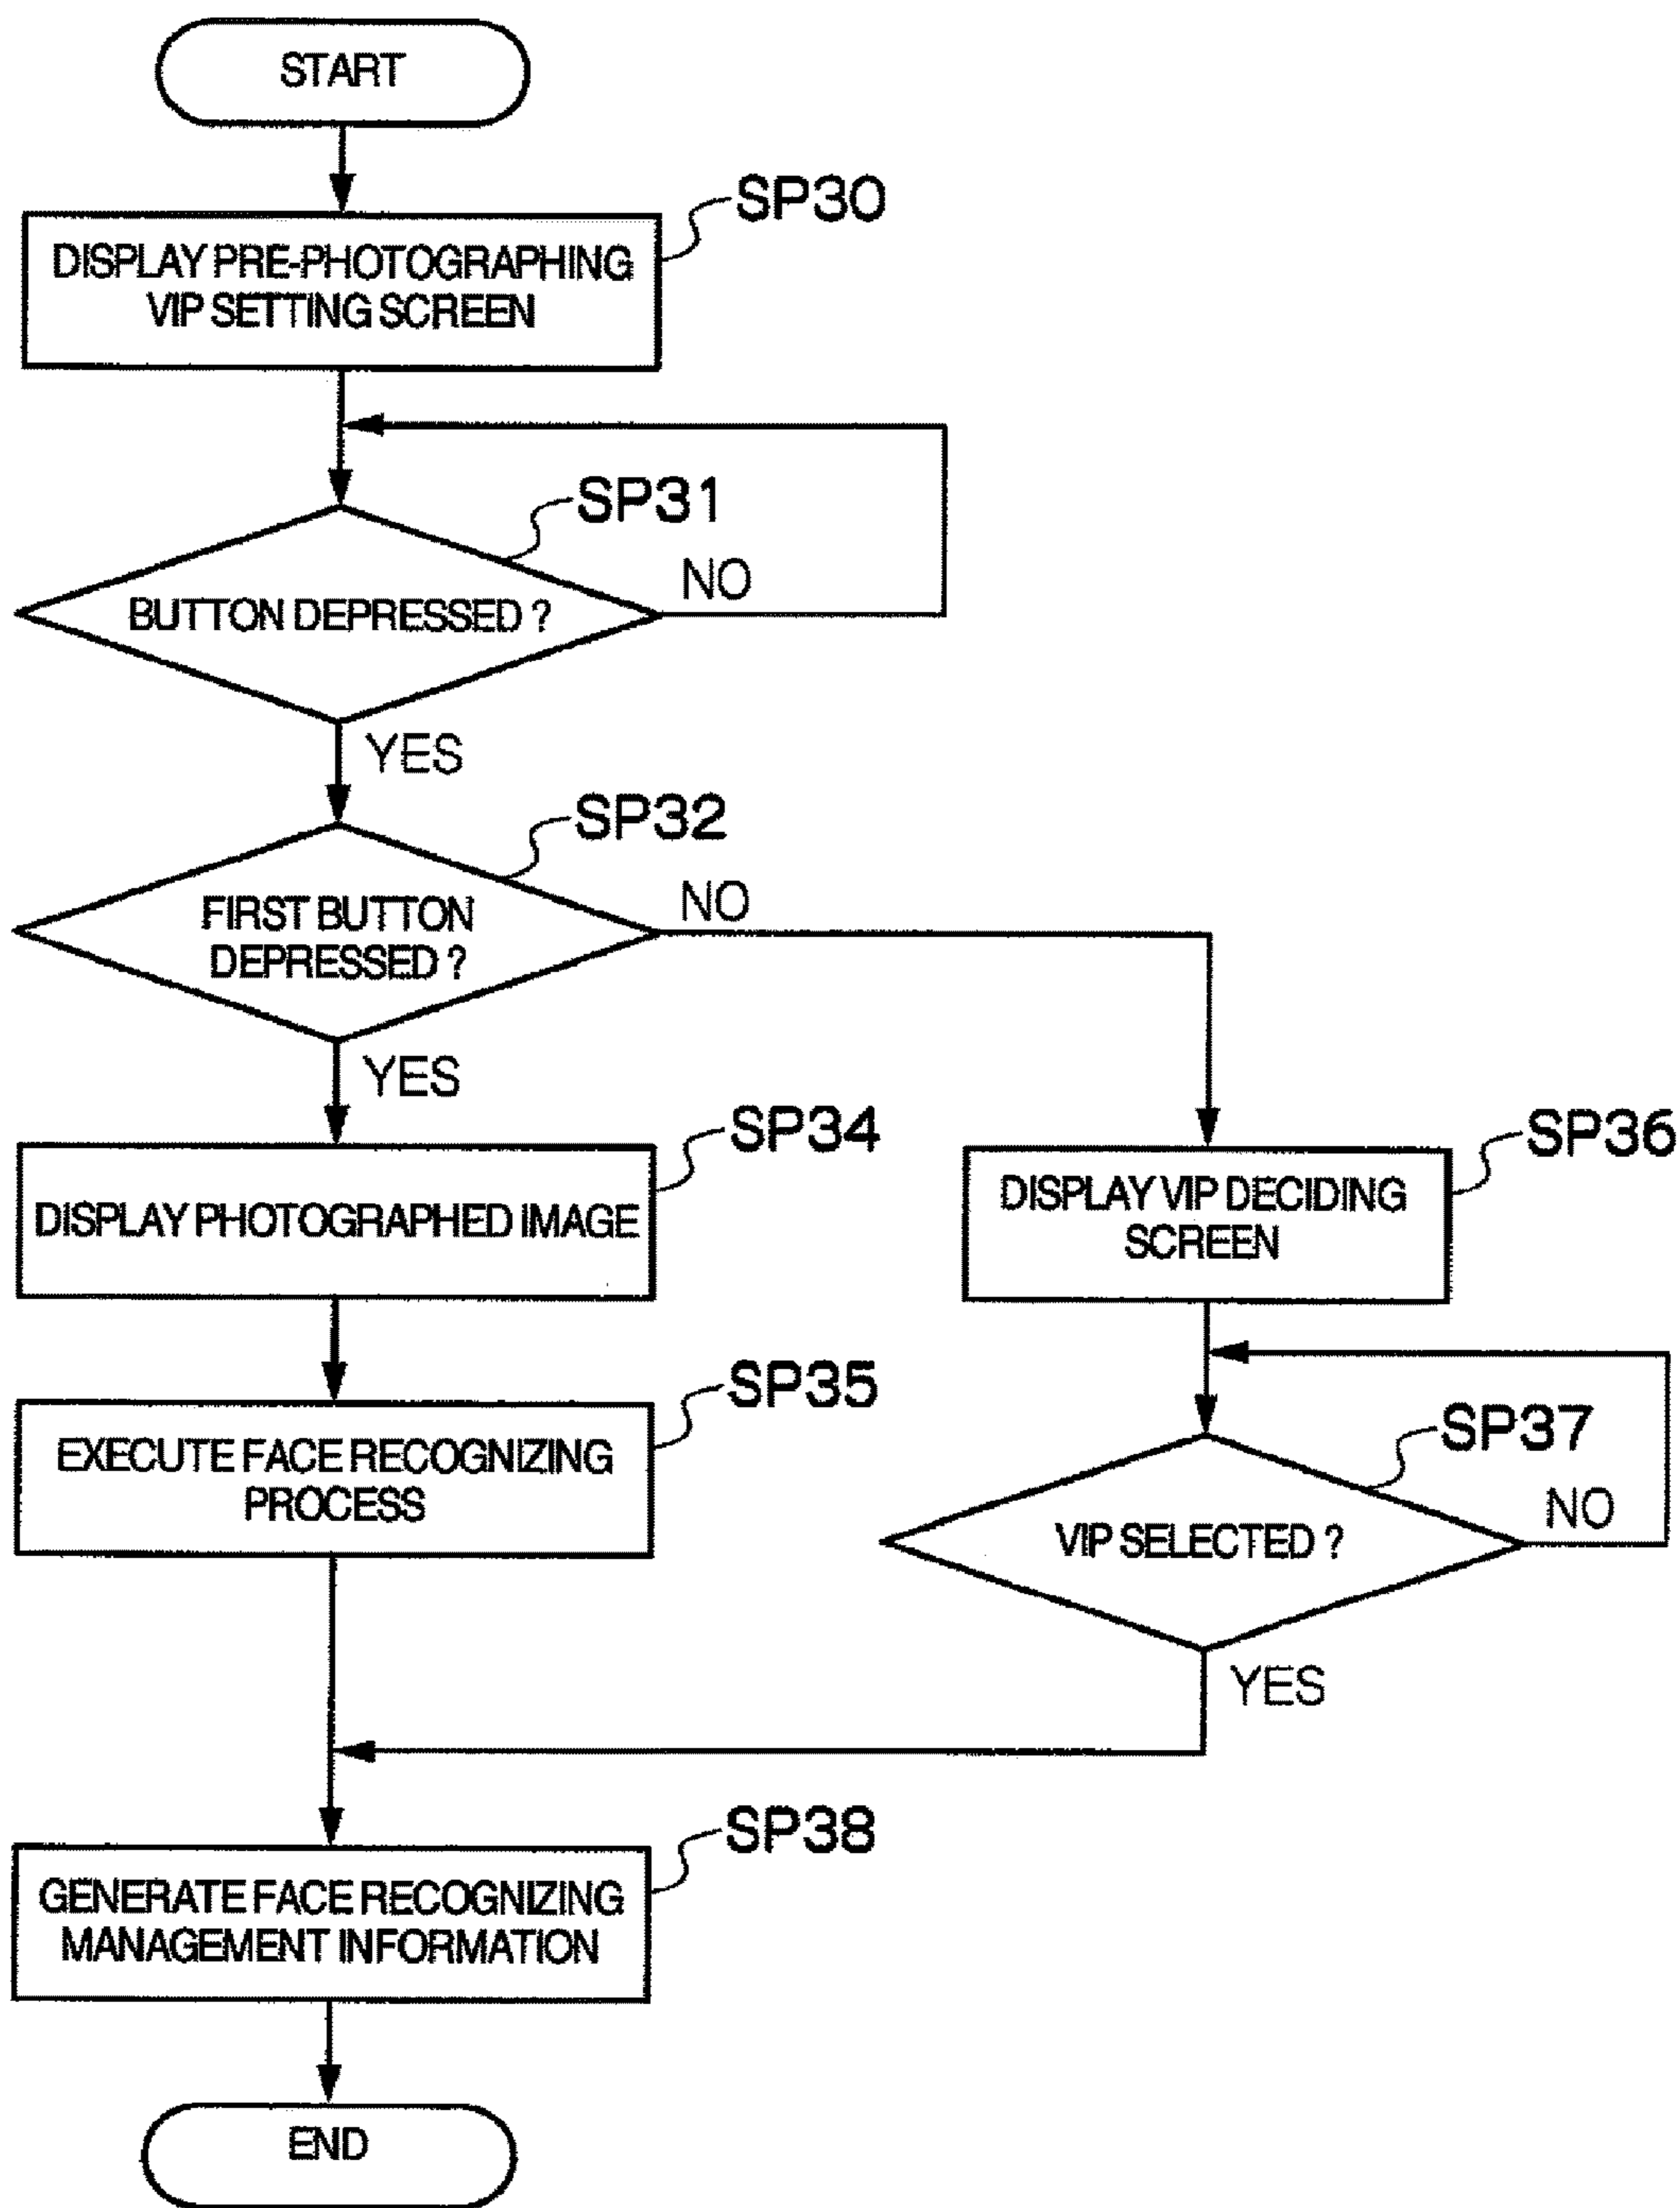 START
SP30
DISPLAY PRE-PHOTOGRAPHING
VIP SETTING SCREEN
SP31
BUTTON DEPRESSED ?
NO
YES
SP32
FIRST BUTTON
DEPRESSED ?
NO
YES
SP34
DISPLAY PHOTOGRAPHED IMAGE
SP36
DISPLAY VIP DECIDING
SCREEN
SP35
EXECUTE FACE RECOGNIZING
PROCESS
SP37
VIP SELECTED ?
NO
YES
SP38
GENERATE FACE RECOGNIZING
MANAGEMENT INFORMATION
END